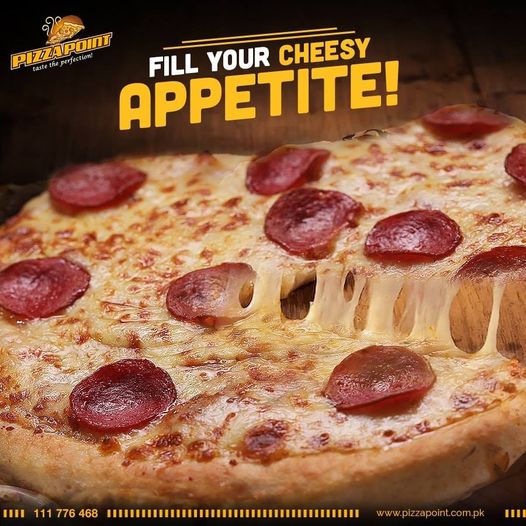 PIZZAPOINT
taste the perfection!
FILL YOUR CHEESY
APPETITE!
111 776 468
www.pizzapoint.com.pk